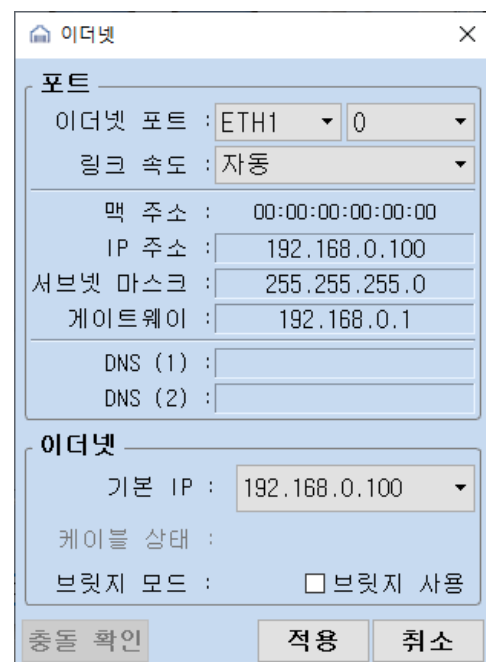 이더넷
포트
이더넷 포트 : ETH1 0
링크 속도 : 자동
맥 주소 : 00:00:00:00:00:00
IP 주소 : 192.168.0.100
서브넷 마스크 : 255.255.255.0
게이트웨이 : 192.168.0.1
DNS (1) :
DNS (2) :
이더넷
기본 IP : 192.168.0.100
케이블 상태 :
브릿지 모드 : 브릿지 사용
충돌 확인 적용 취소